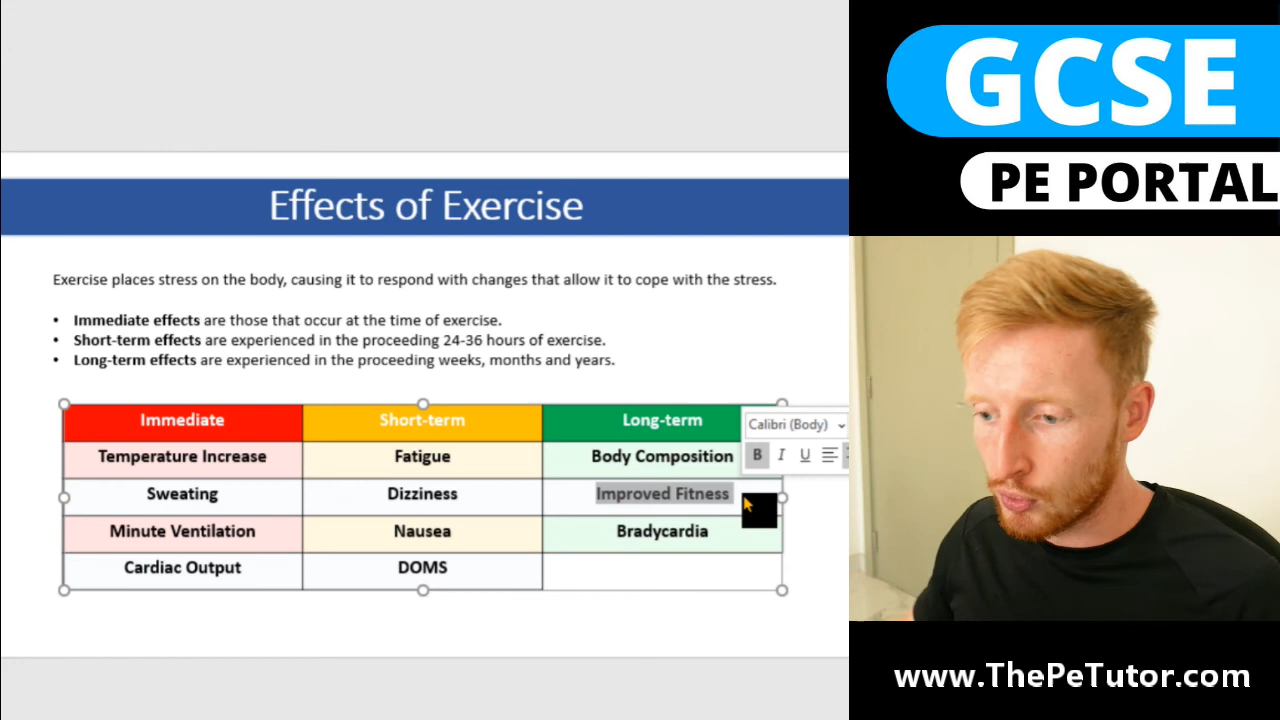 GCSE
PE PORTAL
Effects of Exercise
Exercise places stress on the body, causing it to respond with changes that allow it to cope with the stress.
• Immediate effects are those that occur at the time of exercise.
• Short-term effects are experienced in the proceeding 24-36 hours of exercise.
• Long-term effects are experienced in the proceeding weeks, months and years.
Immediate Short-term Long-term
Calibri (Body)
B I U
Temperature Increase Fatigue Body Composition
Sweating Dizziness Improved Fitness
Minute Ventilation Nausea Bradycardia
Cardiac Output DOMS
www.ThePeTutor.com